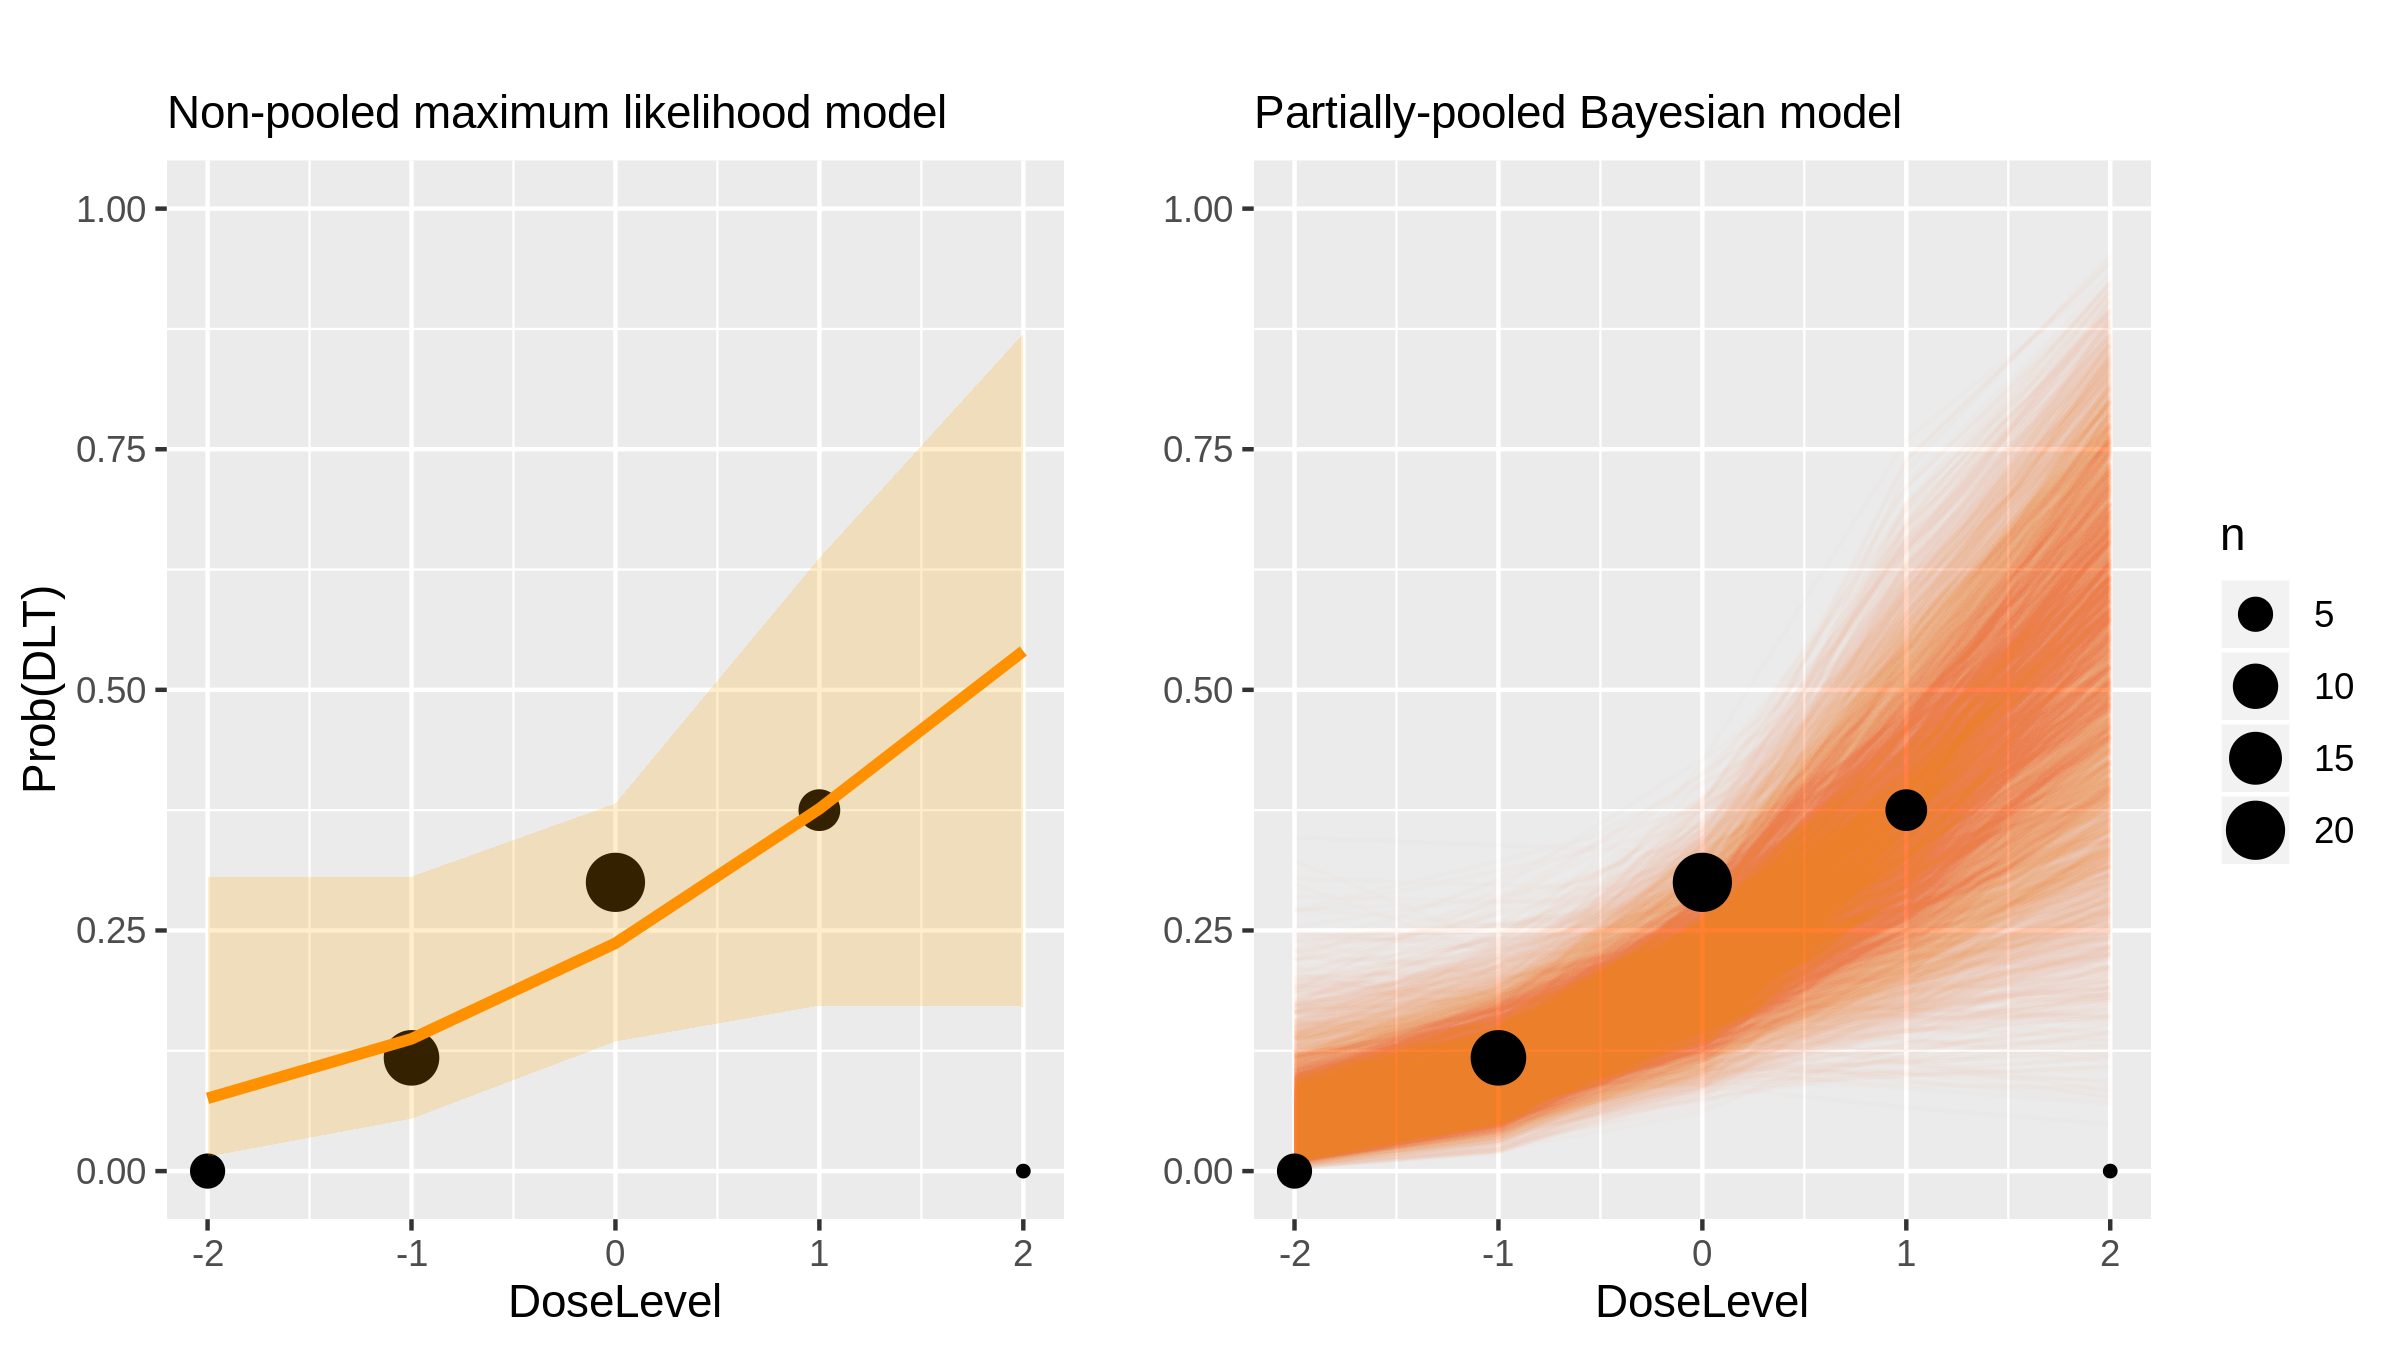 Non-pooled maximum likelihood model
Prob(DLT)
1.00
0.75
0.50
0.25
0.00
-2 -1 0 1 2
DoseLevel
Partially-pooled Bayesian model
1.00
0.75
0.50
0.25
0.00
-2 -1 0 1 2
DoseLevel
n
5
10
15
20